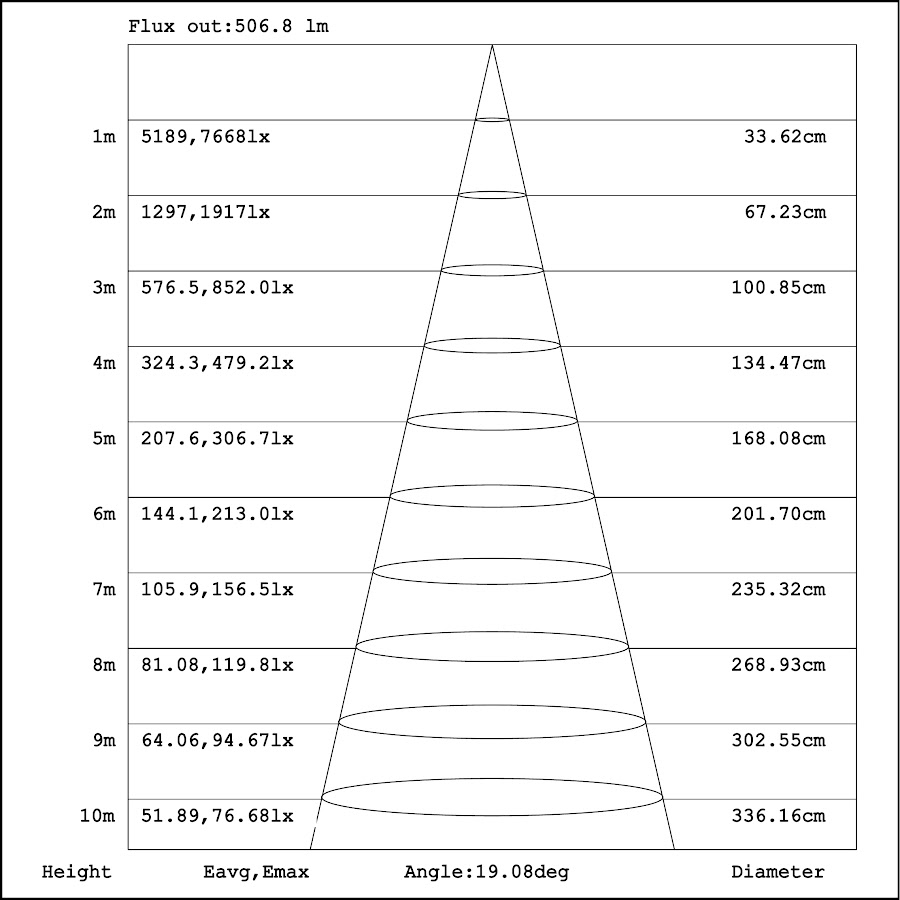 Flux out:506.8 lm
1m 5189,7668lx 33.62cm
2m 1297,1917lx 67.23cm
3m 576.5,852.0lx 100.85cm
4m 324.3,479.2lx 134.47cm
5m 207.6,306.7lx 168.08cm
6m 144.1,213.0lx 201.70cm
7m 105.9,156.5lx 235.32cm
8m 81.08,119.8lx 268.93cm
9m 64.06,94.67lx 302.55cm
10m 51.89,76.68lx 336.16cm
Height Eavg,Emax Angle:19.08deg Diameter